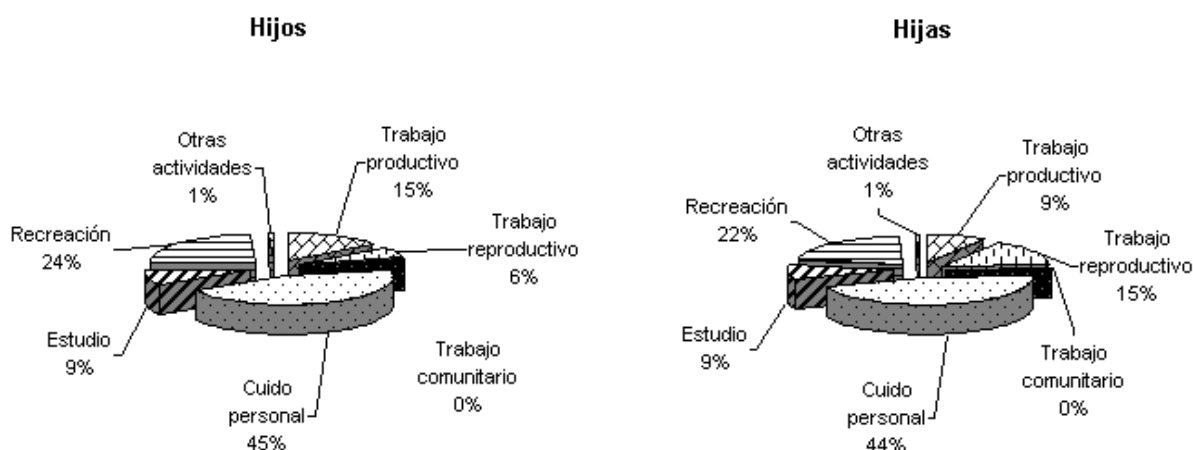 Hijos
Otras
actividades
1%
Trabajo
productivo
15%
Recreación
24%
Trabajo
reproductivo
6%
Estudio
9%
Trabajo
comunitario
0%
Cuido
personal
45%
Hijas
Otras
actividades
1%
Trabajo
productivo
9%
Recreación
22%
Trabajo
reproductivo
15%
Estudio
9%
Trabajo
comunitario
0%
Cuido
personal
44%